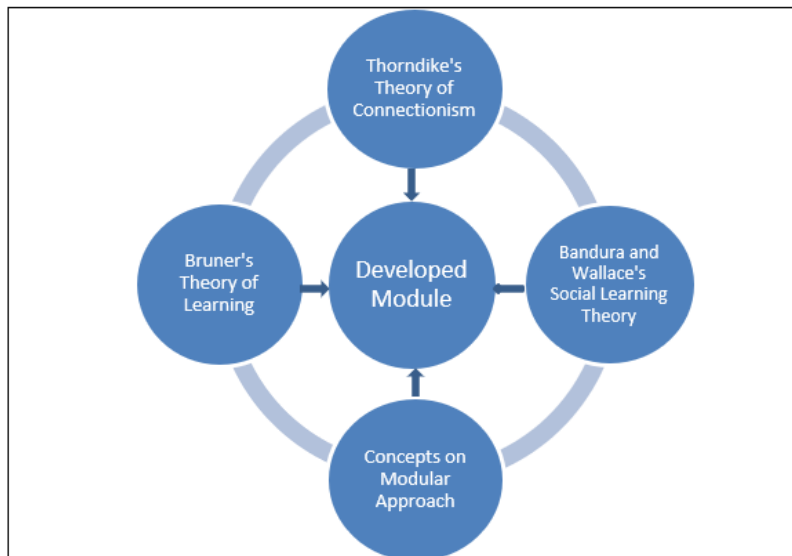 Thorndike's
Theory of
Connectionism
Bruner's
Theory of
Learning
Developed
Module
Bandura and
Wallace's
Social Learning
Theory
Concepts on
Modular
Approach